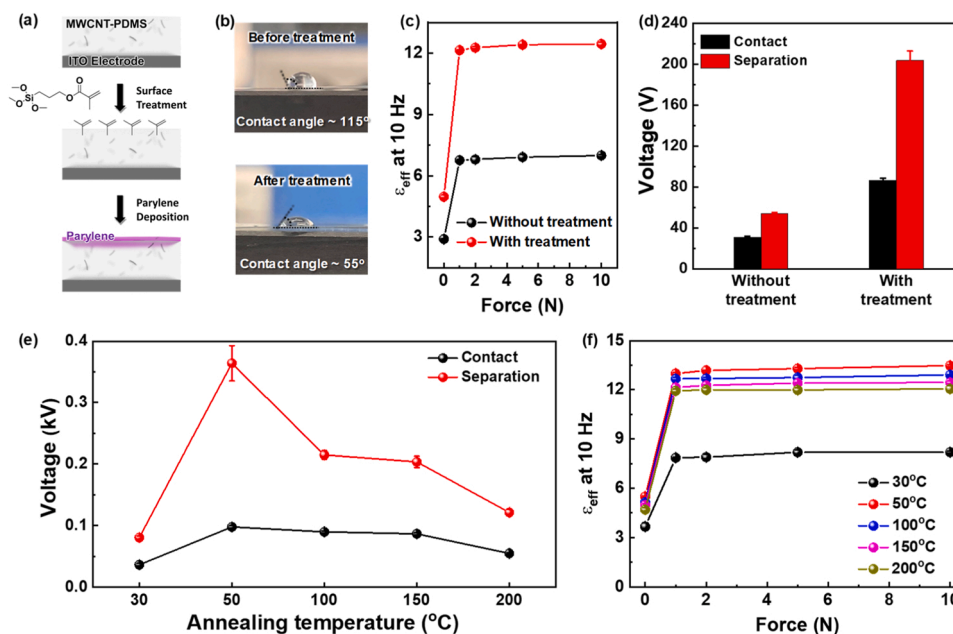 (a)
MWCNT-PDMS
ITO Electrode
Si
O
O
O
O
O
Surface
Treatment
Parylene
Deposition
Parylene
(b)
Before treatment
Contact angle ~ 115°
After treatment
Contact angle ~ 55°
(c)
12
9
6
3
εeff at 10 Hz
Without treatment
With treatment
0 2 4 6 8 10
Force (N)
(d)
Contact
Separation
240
200
160
120
80
40
0
Voltage (V)
Without
treatment
With
treatment
(e)
Contact
Separation
0.4
0.3
0.2
0.1
0.0
Voltage (kV)
30 50 100 150 200
Annealing temperature (°C)
(f)
15
12
9
6
3
0
εeff at 10 Hz
30°C
50°C
100°C
150°C
200°C
0 2 4 6 8 10
Force (N)